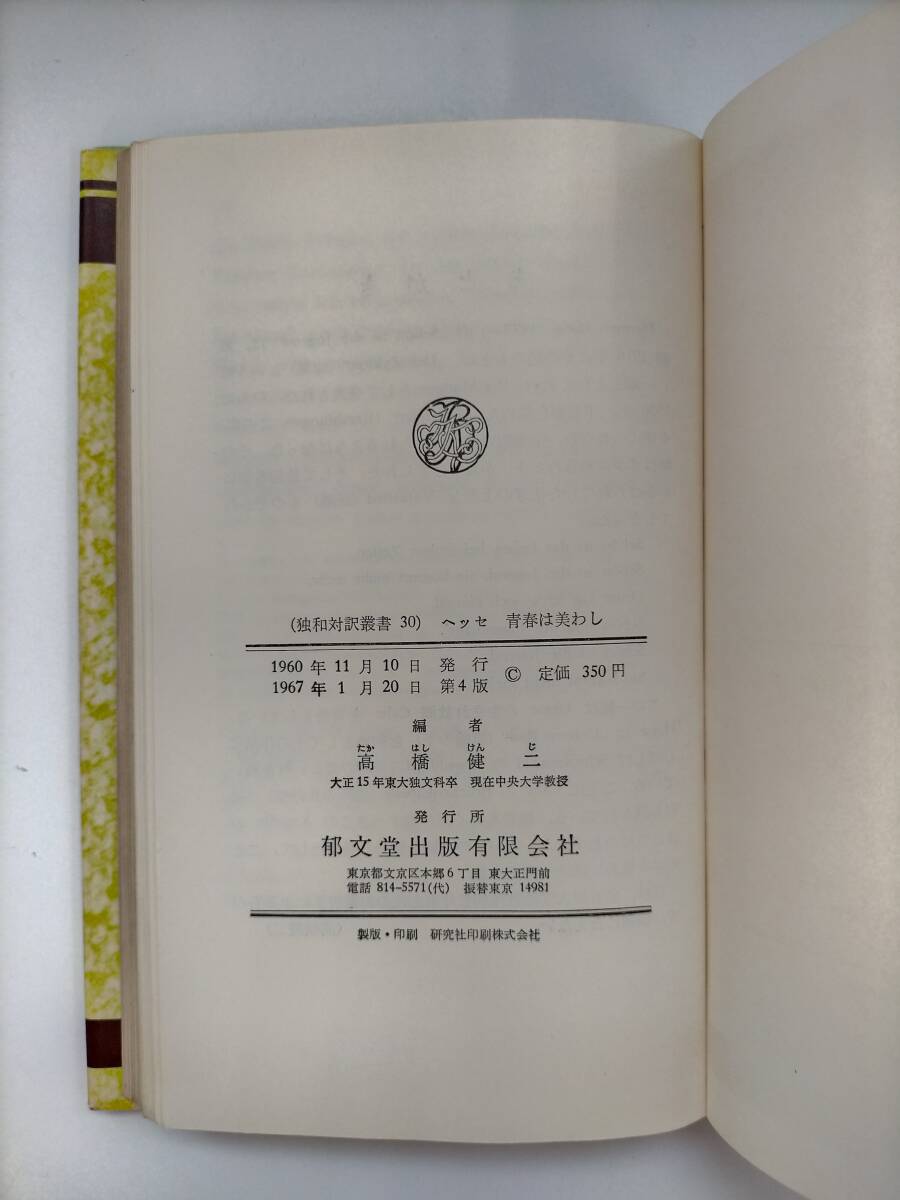 (独和対訳叢書 30) ヘッセ 青春は美わし
1960 年 11 月 10 日 発 行
1967 年 1 月 20 日 第4版
© 定価 350 円
編 者
たか はし けん じ
高 橋 健 二
大正15年東大独文科卒 現在中央大学教授
発 行 所
郁文堂出版有限会社
東京都文京区本郷6丁目 東大正門前
電話 814-5571(代) 振替東京 14981
製版・印刷 研究社印刷株式会社